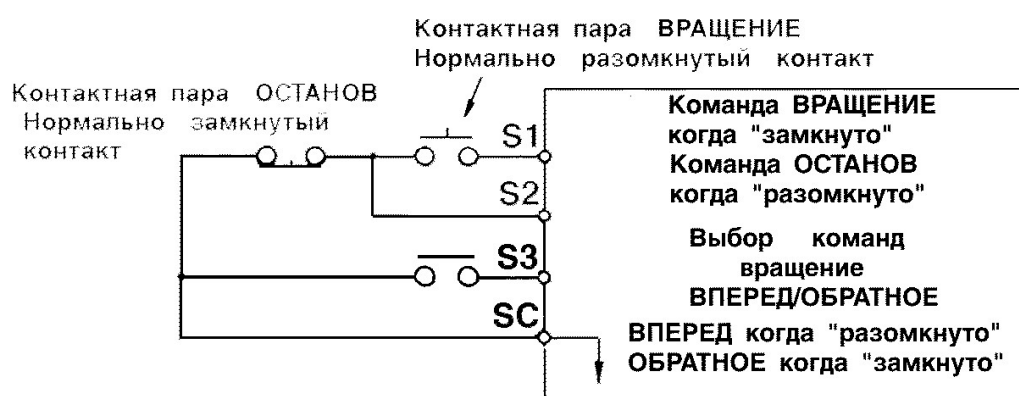 Контактная пара ВРАЩЕНИЕ
Нормально разомкнутый контакт
Контактная пара ОСТАНОВ
Нормально замкнутый
контакт
S1
S2
S3
SC
Команда ВРАЩЕНИЕ
когда "замкнуто"
Команда ОСТАНОВ
когда "разомкнуто"
Выбор команд
вращение
ВПЕРЕД/ОБРАТНОЕ
ВПЕРЕД когда "разомкнуто"
ОБРАТНОЕ когда "замкнуто"